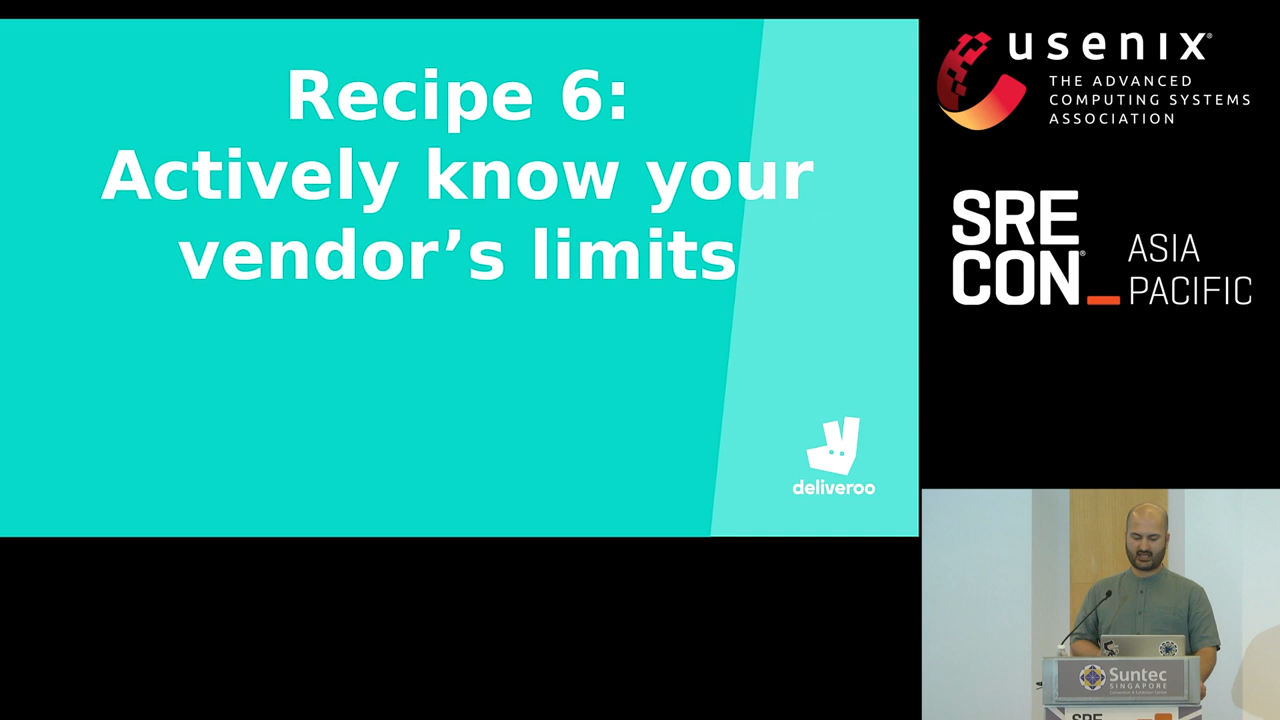 Recipe 6:
Actively know your
vendor’s limits
deliveroo
usenix®
THE ADVANCED
COMPUTING SYSTEMS
ASSOCIATION
SRE
CON®
ASIA
PACIFIC
Suntec
SINGAPORE
SRE